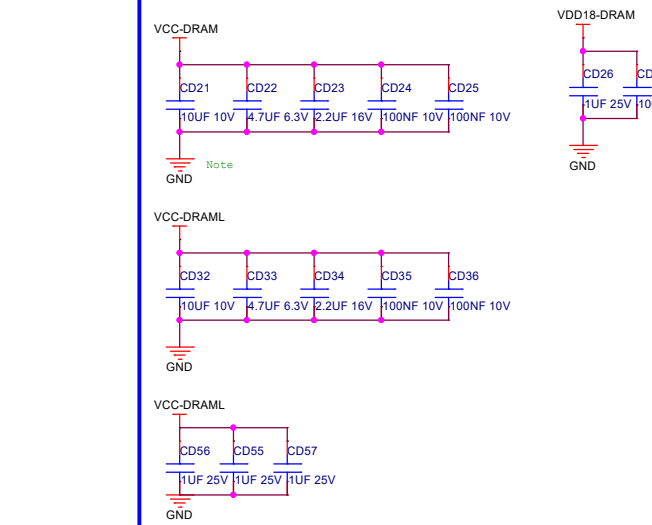 VCC-DRAM
CD21 CD22 CD23 CD24 CD25
10UF 10V 4.7UF 6.3V 2.2UF 16V 100NF 10V 100NF 10V
GND Note
VDD18-DRAM
CD26 CD
1UF 25V 10
GND
VCC-DRAML
CD32 CD33 CD34 CD35 CD36
10UF 10V 4.7UF 6.3V 2.2UF 16V 100NF 10V 100NF 10V
GND
VCC-DRAML
CD56 CD55 CD57
1UF 25V 1UF 25V 1UF 25V
GND